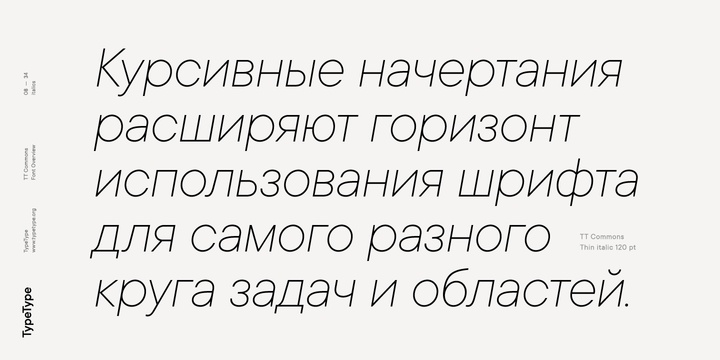 Курсивные начертания
расширяют горизонт
использования шрифта
для самого разного
круга задач и областей.
TT Commons
Thin italic 120 pt
08 — 34
Italics
TT Commons
Font Overview
TypeType
www.typetype.org
TypeType